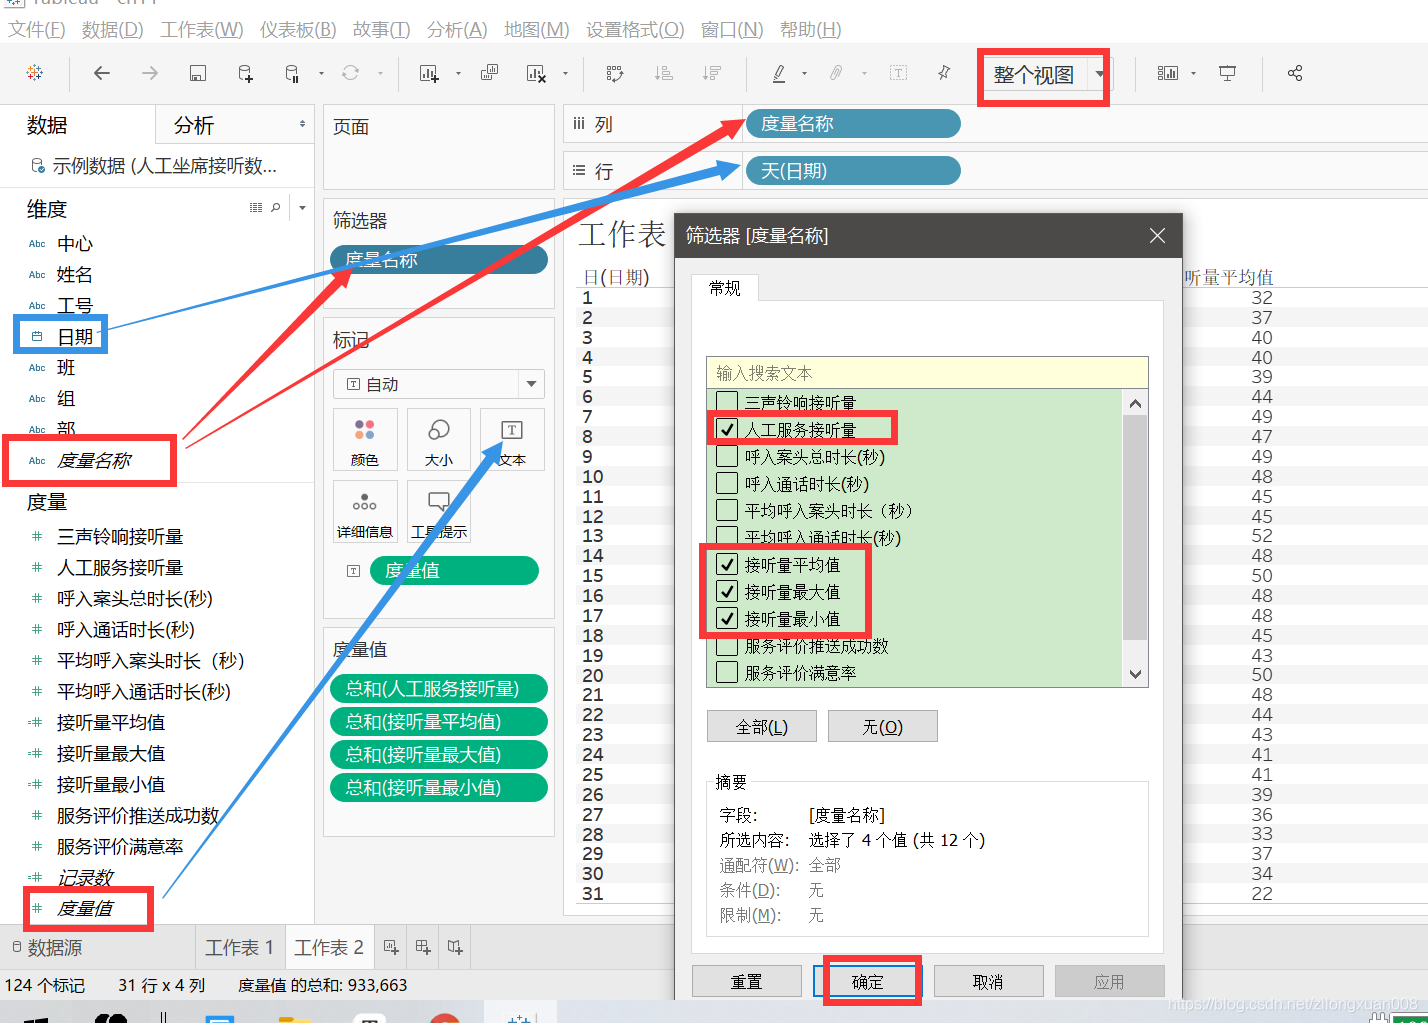 文件(F) 数据(D) 工作表(W) 仪表板(B) 故事(T) 分析(A) 地图(M) 设置格式(O) 窗口(N) 帮助(H)
整个视图
数据
分析
示例数据 (人工坐席接听数...
维度
Abc 中心
Abc 姓名
Abc 工号
日期
Abc 班
Abc 组
Abc 部
Abc 度量名称
度量
三声铃响接听量
人工服务接听量
呼入案头总时长(秒)
呼入通话时长(秒)
平均呼入案头时长（秒）
平均呼入通话时长(秒)
接听量平均值
接听量最大值
接听量最小值
服务评价推送成功数
服务评价满意率
记录数
度量值
页面
筛选器
度量名称
标记
自动
颜色
大小
文本
详细信息
工具提示
度量值
度量值
总和(人工服务接听量)
总和(接听量平均值)
总和(接听量最大值)
总和(接听量最小值)
列
度量名称
行
天(日期)
工作表
日(日期)
听量平均值
1 32
2 37
3 40
4 40
5 39
6 44
7 49
8 47
9 49
10 48
11 45
12 45
13 52
14 48
15 50
16 48
17 48
18 45
19 43
20 50
21 48
22 44
23 43
24 41
25 41
26 39
27 36
28 33
29 37
30 34
31 22
筛选器 [度量名称]
常规
输入搜索文本
三声铃响接听量
人工服务接听量
呼入案头总时长(秒)
呼入通话时长(秒)
平均呼入案头时长（秒）
平均呼入通话时长(秒)
接听量平均值
接听量最大值
接听量最小值
服务评价推送成功数
服务评价满意率
全部(L)
无(O)
摘要
字段: [度量名称]
所选内容: 选择了 4 个值 (共 12 个)
通配符(W): 全部
条件(D): 无
限制(M): 无
重置
确定
取消
应用
数据源
工作表 1
工作表 2
124 个标记 31 行 x 4 列 度量值 的总和: 933,663
https://blog.csdn.net/zilongxuan008